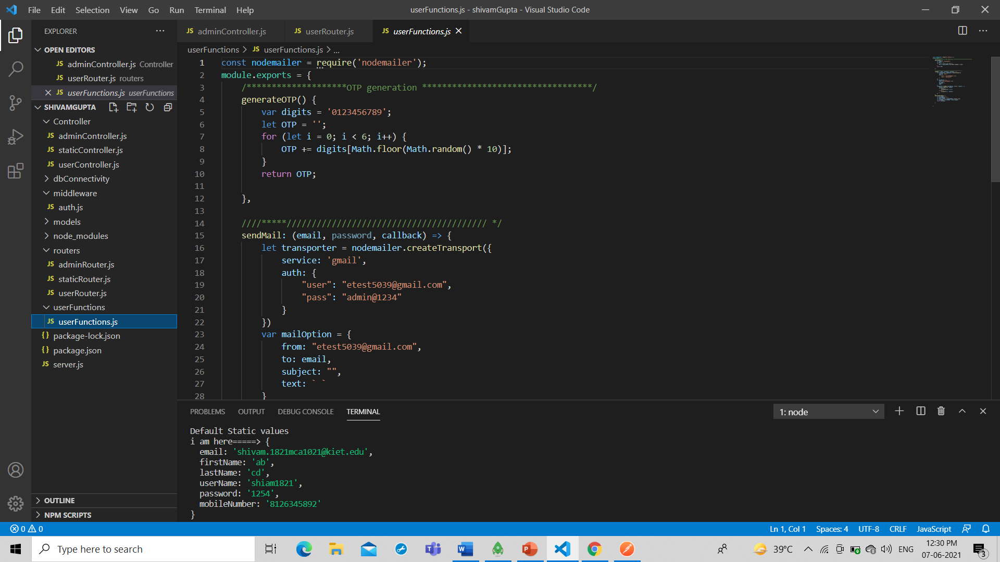 File Edit Selection View Go Run Terminal Help
userFunctions.js - shivamGupta - Visual Studio Code
EXPLORER
JS adminController.js
JS userRouter.js
JS userFunctions.js
OPEN EDITORS
JS adminController.js Controller
JS userRouter.js routers
JS userFunctions.js userFunctions
SHIVAMGUPTA
Controller
JS adminController.js
JS staticController.js
JS userController.js
dbConnectivity
middleware
JS auth.js
models
node_modules
routers
JS adminRouter.js
JS staticRouter.js
JS userRouter.js
userFunctions
JS userFunctions.js
{} package-lock.json
{} package.json
JS server.js
OUTLINE
NPM SCRIPTS
userFunctions > JS userFunctions.js > ...
1 const nodemailer = require('nodemailer');
2 module.exports = {
3 /********************OTP generation **********************************/
4 generateOTP() {
5 var digits = '0123456789';
6 let OTP = '';
7 for (let i = 0; i < 6; i++) {
8 OTP += digits[Math.floor(Math.random() * 10)];
9 }
10 return OTP;
11
12 },
13
14 ////*****//////////////////////////////////////// */
15 sendMail: (email, password, callback) => {
16 let transporter = nodemailer.createTransport({
17 service: 'gmail',
18 auth: {
19 "user": "etest5039@gmail.com",
20 "pass": "admin@1234"
21 }
22 })
23 var mailOption = {
24 from: "etest5039@gmail.com",
25 to: email,
26 subject: "",
27 text: ` `
28 }
PROBLEMS OUTPUT DEBUG CONSOLE TERMINAL
1: node
Default Static values
i am here=====> {
email: 'shivam.1821mca1021@kiet.edu',
firstName: 'ab',
lastName: 'cd',
userName: 'shiam1821',
password: '1254',
mobileNumber: '8126345892'
}
0 0
Ln 1, Col 1 Spaces: 4 UTF-8 CRLF JavaScript
Type here to search
39°C
ENG
12:30 PM
07-06-2021
3